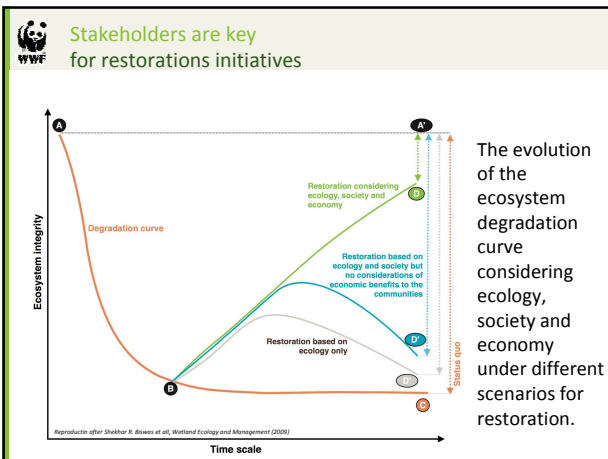 WWF
Stakeholders are key
for restorations initiatives
A
A'
Restoration considering
ecology, society and
economy
D
Degradation curve
Ecosystem integrity
Restoration based on
ecology and society but
no considerations of
economic benefits to the
communities
D'
Restoration based on
ecology only
D'
Status quo
B
C
Reproductin after Shekhar R. Biswas et all, Wetland Ecology and Management (2009)
Time scale
The evolution
of the
ecosystem
degradation
curve
considering
ecology,
society and
economy
under different
scenarios for
restoration.